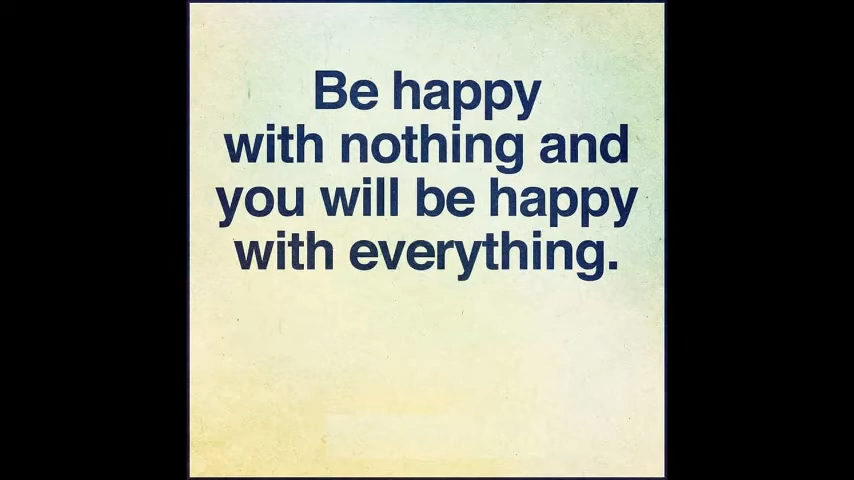 Be happy
with nothing and
you will be happy
with everything.